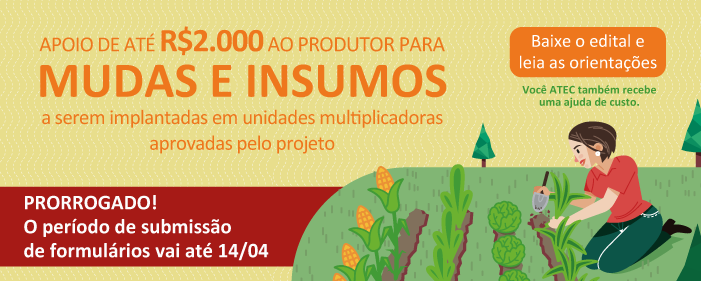 APOIO DE ATÉ R$2.000 AO PRODUTOR PARA
MUDAS E INSUMOS
a serem implantadas em unidades multiplicadoras
aprovadas pelo projeto
Baixe o edital e
leia as orientações
Você ATEC também recebe
uma ajuda de custo.
PRORROGADO!
O período de submissão
de formulários vai até 14/04